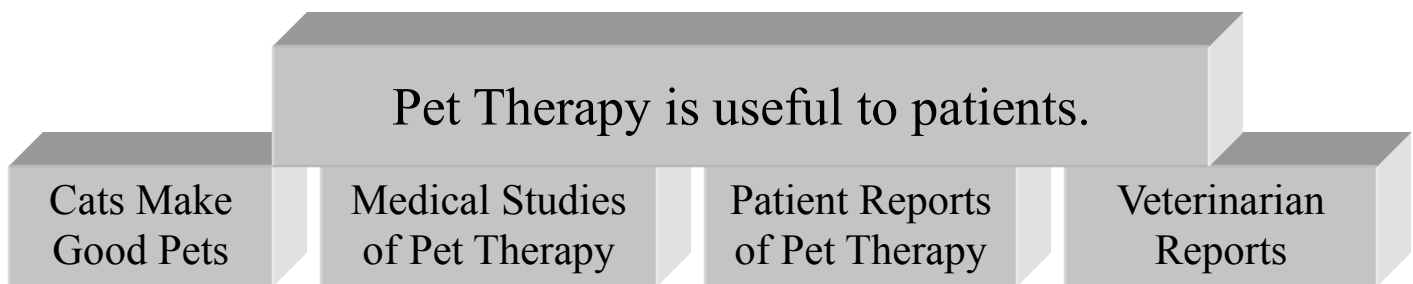 Pet Therapy is useful to patients.
Cats Make
Good Pets
Medical Studies
of Pet Therapy
Patient Reports
of Pet Therapy
Veterinarian
Reports